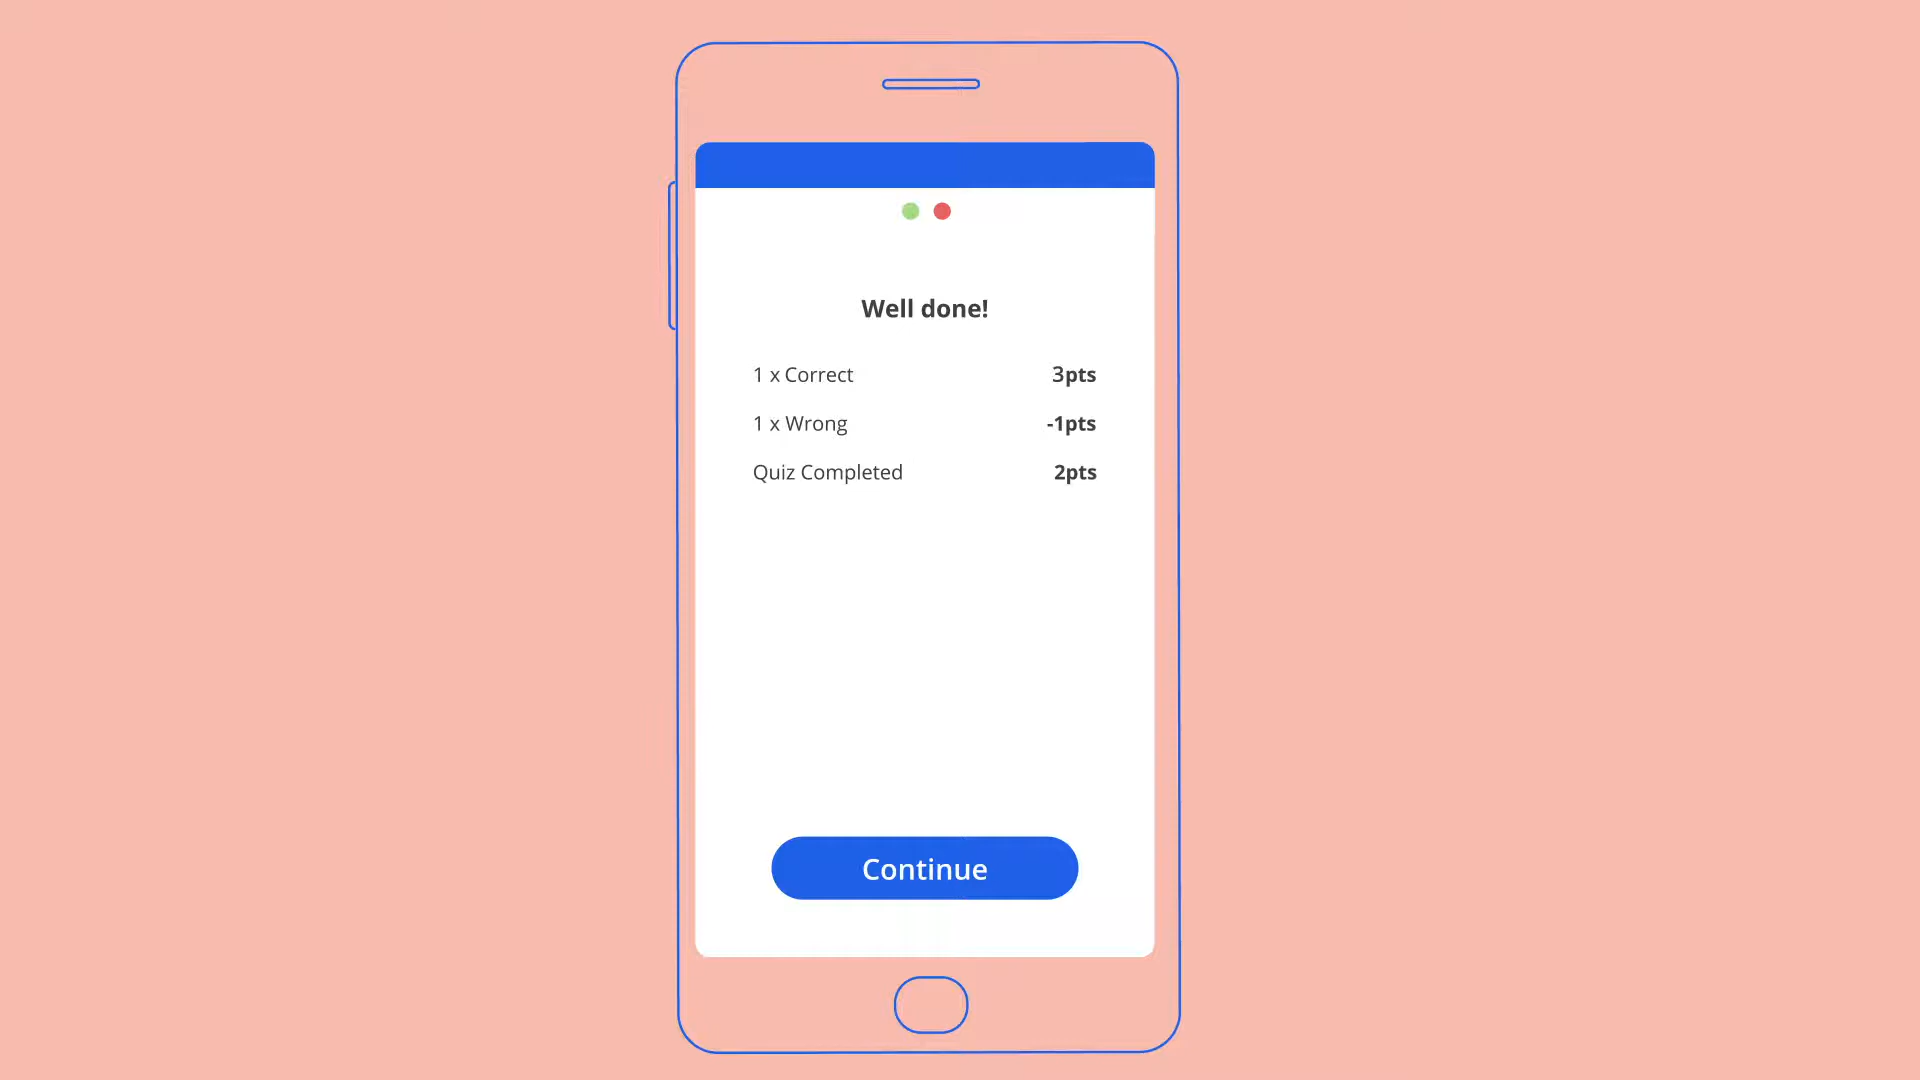 Well done!
1 x Correct 3pts
1 x Wrong -1pts
Quiz Completed 2pts
Continue